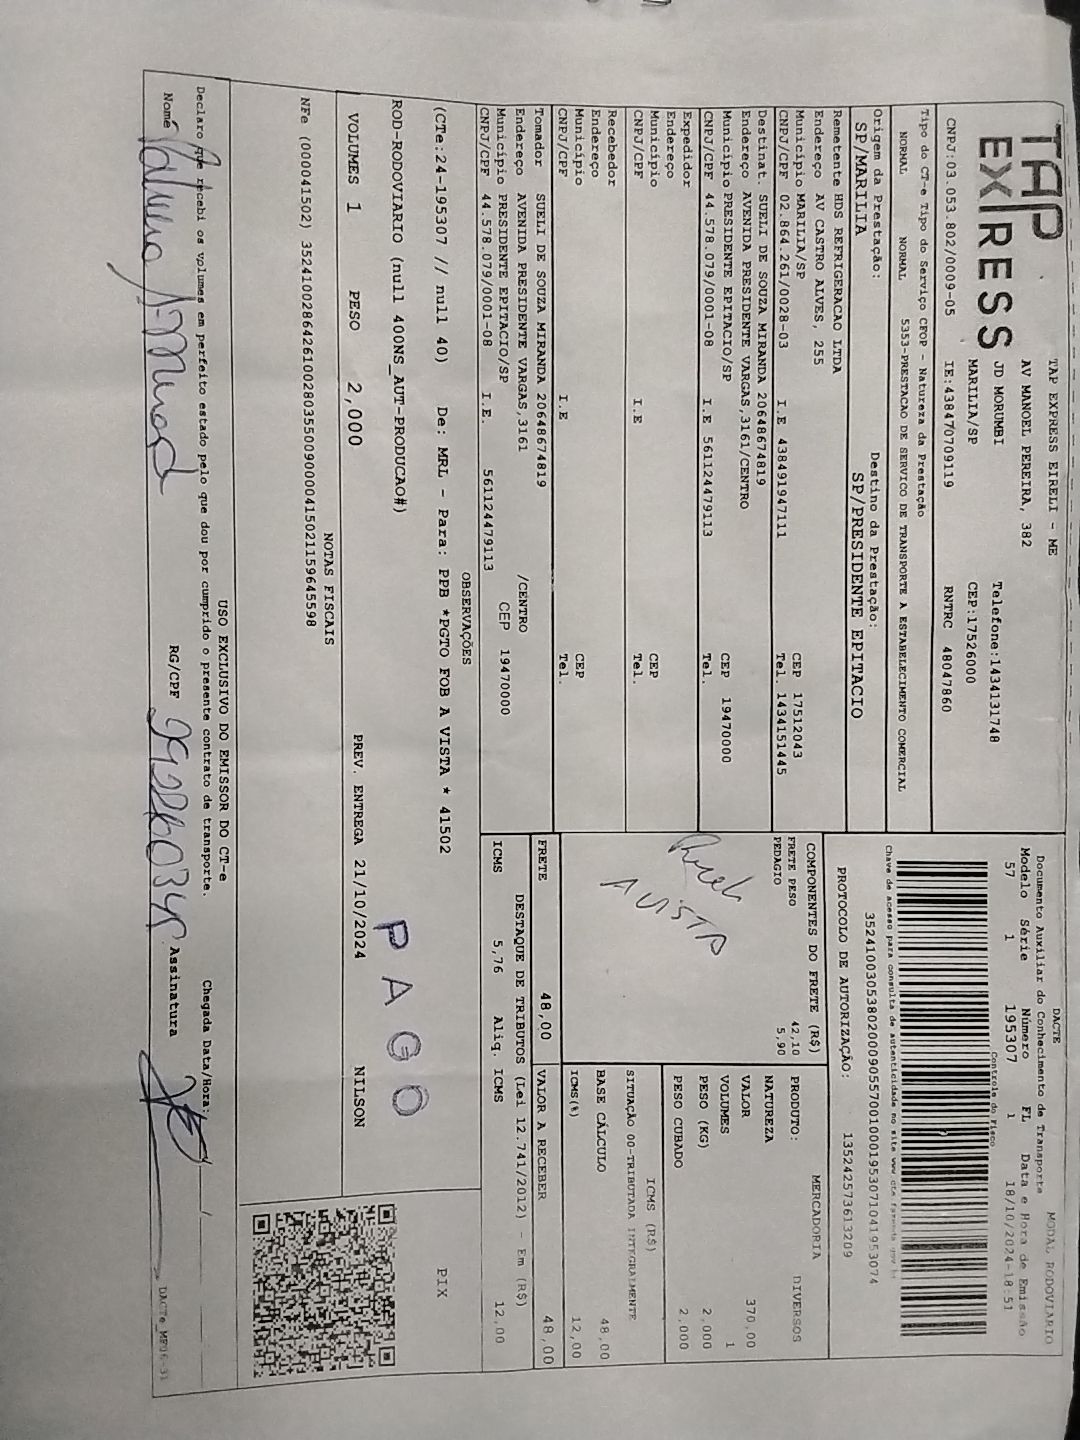 TAP
EXPRESS
TAP EXPRESS EIRELI - ME
AV MANOEL PEREIRA, 382
JD MORUMBI
MARILIA/SP
Telefone:1434131748
CEP:17526000
CNPJ:03.053.802/0009-05 IE:438470709119 RNTRC 48047860
DACTE
Documento Auxiliar do Conhecimento de Transporte
MODAL RODOVIARIO
Modelo Série Número FL Data e Hora de Emissão
57 1 195307 1 18/10/2024-18:51
Controle do Fisco
Chave de acesso para consulta de autenticidade no site www.cte.fazenda.gov.br
PROTOCOLO DE AUTORIZAÇÃO: 135242573613209
Tipo do CT-e Tipo do Serviço CFOP - Natureza da Prestação
NORMAL NORMAL 5353-PRESTACAO DE SERVICO DE TRANSPORTE A ESTABELECIMENTO COMERCIAL
Origem da Prestação: Destino da Prestação:
SP/MARILIA SP/PRESIDENTE EPITACIO
Remetente HDS REFRIGERACAO LTDA
Endereço AV CASTRO ALVES, 255
Município MARILIA/SP CEP 17512043
CNPJ/CPF 02.864.261/0028-03 I.E 438491947111 Tel. 1434151445
Destinat. SUELI DE SOUZA MIRANDA 20648674819
Endereço AVENIDA PRESIDENTE VARGAS,3161/CENTRO
Município PRESIDENTE EPITACIO/SP CEP 19470000
CNPJ/CPF 44.578.079/0001-08 I.E 561124479113 Tel.
Expedidor
Endereço
Município CEP
CNPJ/CPF I.E Tel.
Recebedor
Endereço
Município CEP
CNPJ/CPF I.E Tel.
Tomador SUELI DE SOUZA MIRANDA 20648674819
Endereço AVENIDA PRESIDENTE VARGAS,3161 /CENTRO
Município PRESIDENTE EPITACIO/SP CEP 19470000
CNPJ/CPF 44.578.079/0001-08 I.E. 561124479113
COMPONENTES DO FRETE (R$)
FRETE PESO 42,10
PEDAGIO 5,90
AVISTA
MERCADORIA
PRODUTO: DIVERSOS
NATUREZA
VALOR 370,00
VOLUMES 1
PESO (KG) 2,000
PESO CUBADO 2,000
ICMS (R$)
SITUAÇÃO 00-TRIBUTADA INTEGRALMENTE
BASE CÁLCULO 48,00
ICMS(%) 12,00
FRETE 48,00 VALOR A RECEBER 48,00
DESTAQUE DE TRIBUTOS (Lei 12.741/2012) - Em (R$)
ICMS 5,76 Aliq. ICMS 12,00
OBSERVAÇÕES
(CTe:24-195307 // null 40) De: MRL - Para: PPB *PGTO FOB A VISTA * 41502
ROD-RODOVIARIO (null 400NS_AUT-PRODUCAO#)
PAGO
PIX
VOLUMES 1 PESO 2,000 PREV. ENTREGA 21/10/2024 NILSON
NOTAS FISCAIS
USO EXCLUSIVO DO EMISSOR DO CT-e
Declaro que recebi os volumes em perfeito estado pelo que dou por cumprido o presente contrato de transporte. Chegada Data/Hora:
Nome RG/CPF Assinatura